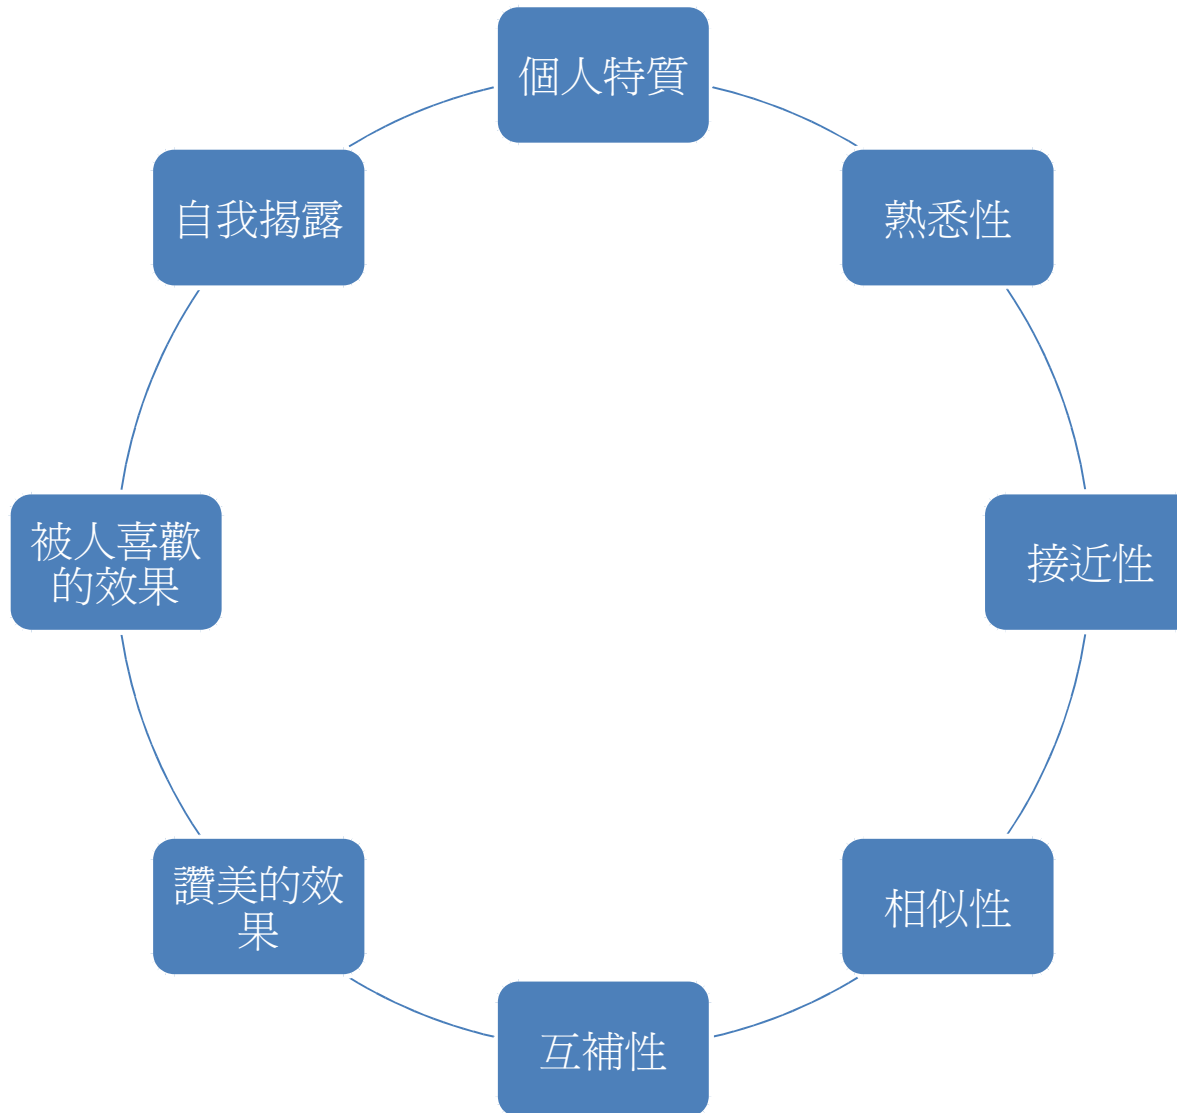 個人特質
熟悉性
接近性
相似性
互補性
讚美的效
果
被人喜歡
的效果
自我揭露